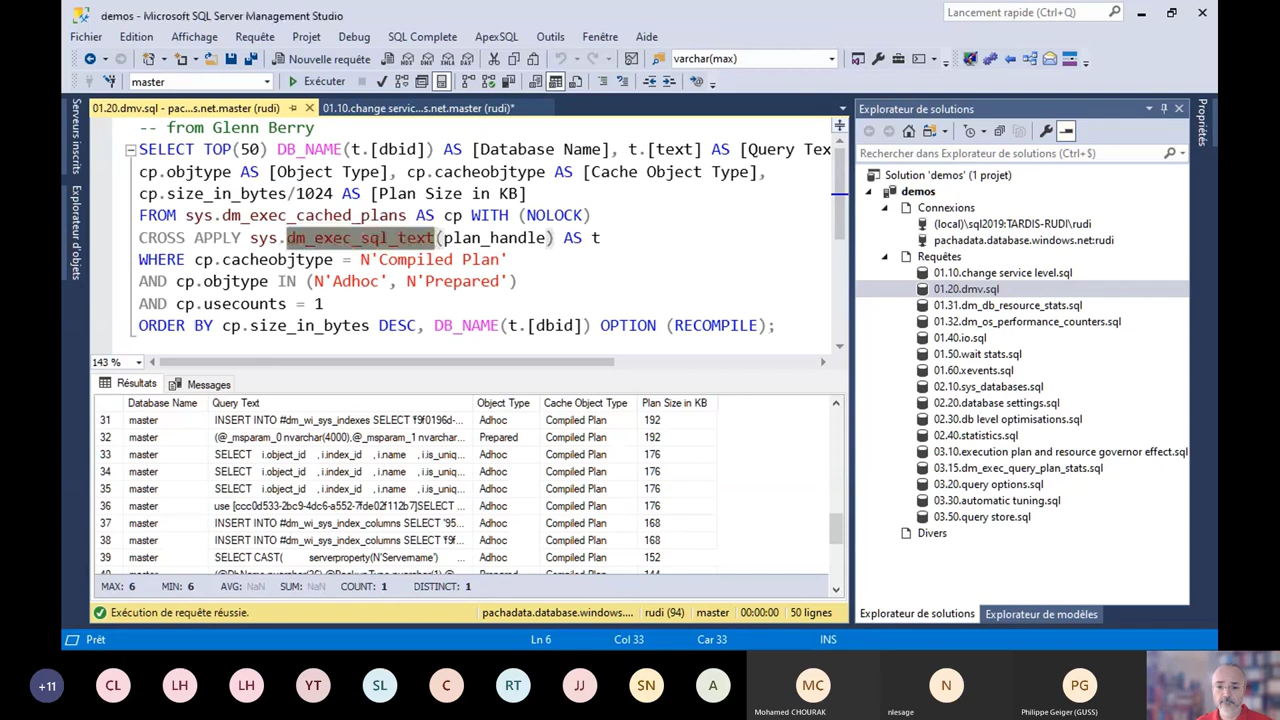 demos - Microsoft SQL Server Management Studio
Lancement rapide (Ctrl+Q)
Fichier Edition Affichage Requête Projet Debug SQL Complete ApexSQL Outils Fenêtre Aide
Nouvelle requête
varchar(max)
master
Exécuter
01.20.dmv.sql - pac...s.net.master (rudi)
01.10.change servic...s.net.master (rudi)*
Serveurs inscrits
Explorateur d'objets
-- from Glenn Berry
SELECT TOP(50) DB_NAME(t.[dbid]) AS [Database Name], t.[text] AS [Query Tex
cp.objtype AS [Object Type], cp.cacheobjtype AS [Cache Object Type],
cp.size_in_bytes/1024 AS [Plan Size in KB]
FROM sys.dm_exec_cached_plans AS cp WITH (NOLOCK)
CROSS APPLY sys.dm_exec_sql_text(plan_handle) AS t
WHERE cp.cacheobjtype = N'Compiled Plan'
AND cp.objtype IN (N'Adhoc', N'Prepared')
AND cp.usecounts = 1
ORDER BY cp.size_in_bytes DESC, DB_NAME(t.[dbid]) OPTION (RECOMPILE);
143 %
Résultats Messages
Database Name Query Text Object Type Cache Object Type Plan Size in KB
31 master INSERT INTO #dm_wi_sys_indexes SELECT 'f9f0196d-... Adhoc Compiled Plan 192
32 master (@_msparam_0 nvarchar(4000),@_msparam_1 nvarchar... Prepared Compiled Plan 192
33 master SELECT i.object_id , i.index_id , i.name , i.is_uniq... Adhoc Compiled Plan 176
34 master SELECT i.object_id , i.index_id , i.name , i.is_uniq... Adhoc Compiled Plan 176
35 master SELECT i.object_id , i.index_id , i.name , i.is_uniq... Adhoc Compiled Plan 176
36 master use [ccc0d533-2bc9-4dc6-a552-7fde02f112b7]SELECT ... Adhoc Compiled Plan 176
37 master INSERT INTO #dm_wi_sys_index_columns SELECT '95... Adhoc Compiled Plan 168
38 master INSERT INTO #dm_wi_sys_index_columns SELECT 'f9f... Adhoc Compiled Plan 168
39 master SELECT CAST( serverproperty(N'Servername') ... Adhoc Compiled Plan 152
MAX: 6 MIN: 6 AVG: NaN SUM: NaN COUNT: 1 DISTINCT: 1
Exécution de requête réussie.
pachadata.database.windows.... rudi (94) master 00:00:00 50 lignes
Prêt
Ln 6 Col 33 Car 33 INS
Explorateur de solutions
Rechercher dans Explorateur de solutions (Ctrl+$)
Solution 'demos' (1 projet)
demos
Connexions
(local)\sql2019:TARDIS-RUDI\rudi
pachadata.database.windows.net:rudi
Requêtes
01.10.change service level.sql
01.20.dmv.sql
01.31.dm_db_resource_stats.sql
01.32.dm_os_performance_counters.sql
01.40.io.sql
01.50.wait stats.sql
01.60.xevents.sql
02.10.sys_databases.sql
02.20.database settings.sql
02.30.db level optimisations.sql
02.40.statistics.sql
03.10.execution plan and resource governor effect.sql
03.15.dm_exec_query_plan_stats.sql
03.20.query options.sql
03.30.automatic tuning.sql
03.50.query store.sql
Divers
Explorateur de solutions Explorateur de modèles
Propriétés
+11 CL LH LH YT SL C RT JJ SN A MC N PG
Mohamed CHOURAK nlesage Philippe Geiger (GUSS)